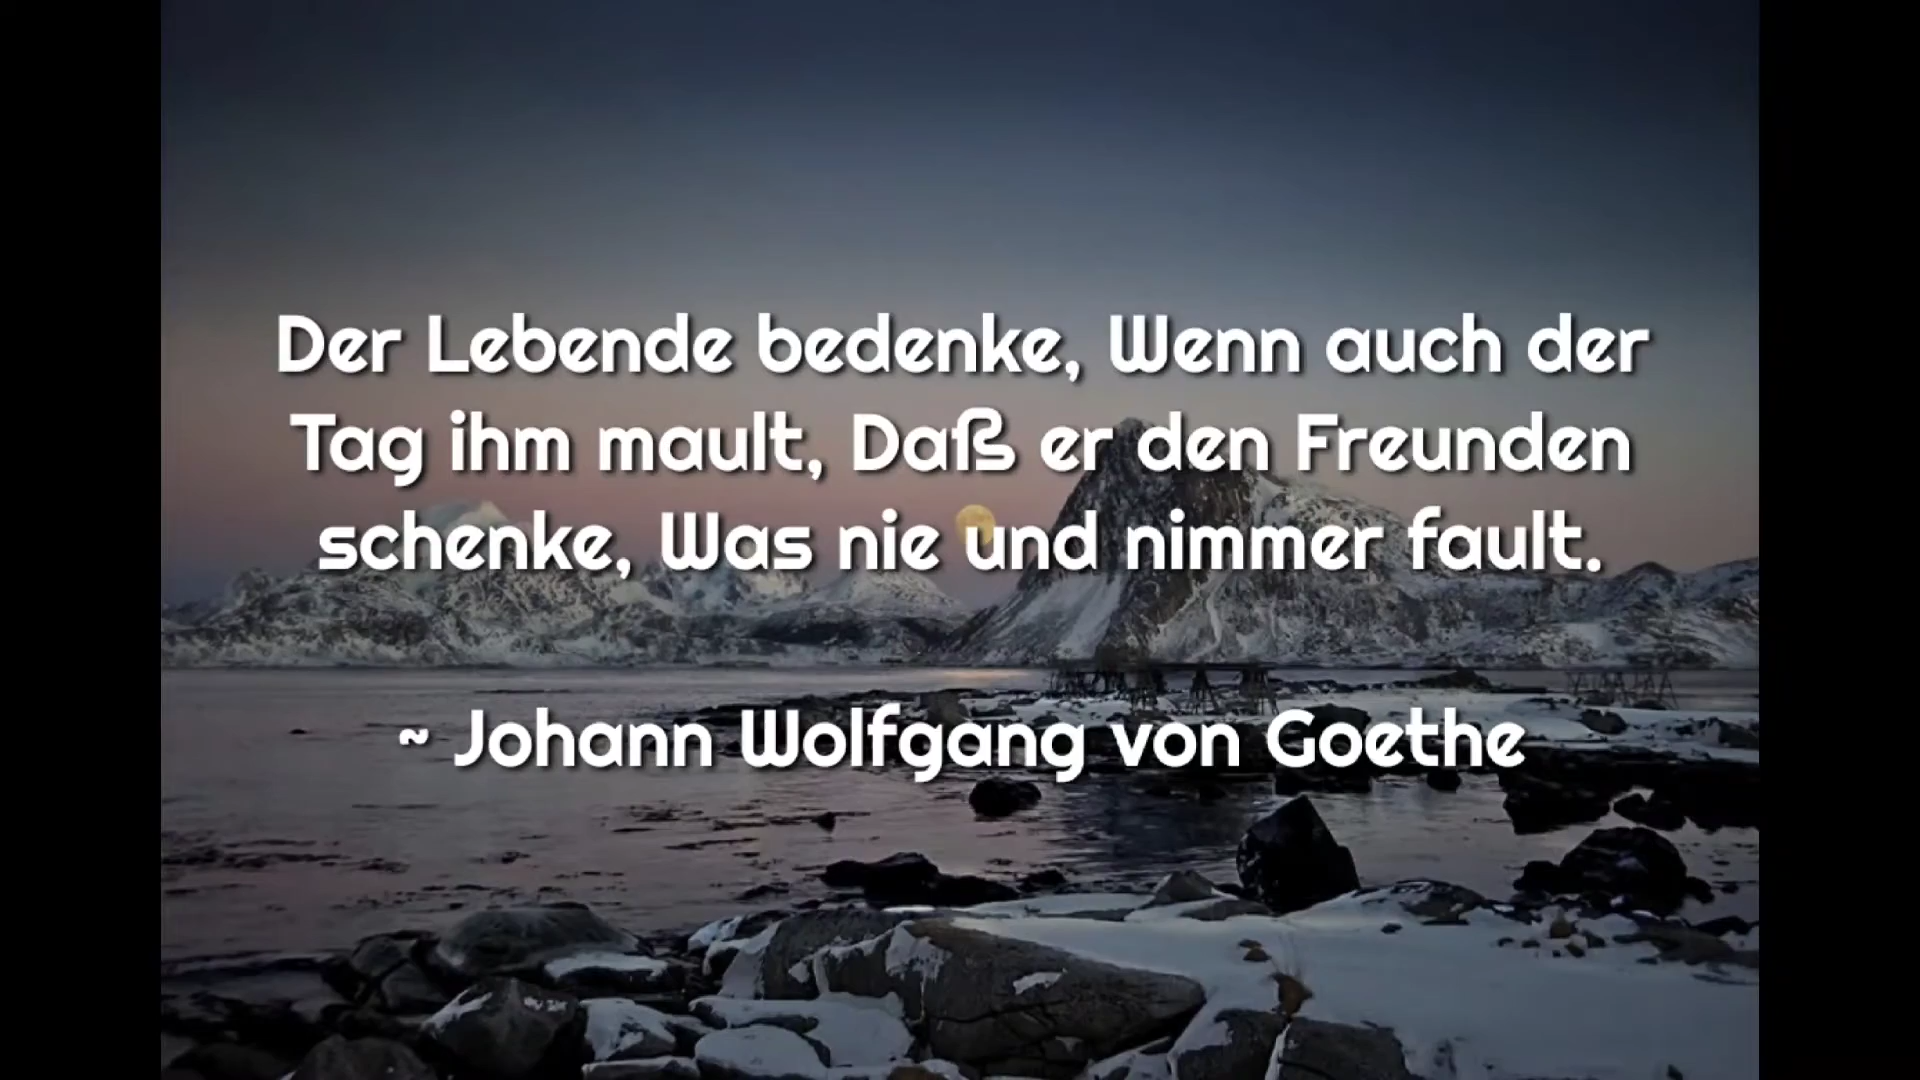 Der Lebende bedenke, Wenn auch der
Tag ihm mault, Daß er den Freunden
schenke, Was nie und nimmer fault.
~ Johann Wolfgang von Goethe